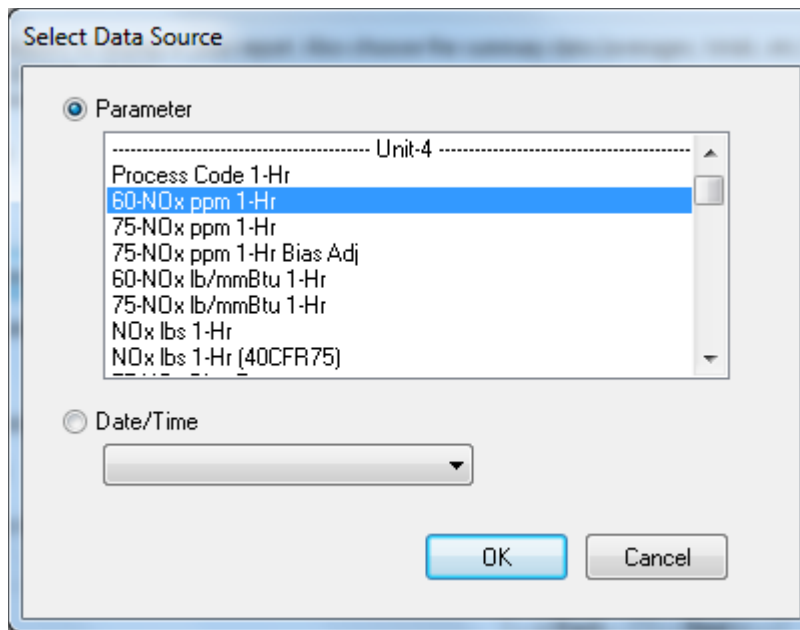 Select Data Source
Parameter
---------------------------------------- Unit-4 ----------------------------------------
Process Code 1-Hr
60-NOx ppm 1-Hr
75-NOx ppm 1-Hr
75-NOx ppm 1-Hr Bias Adj
60-NOx lb/mmBtu 1-Hr
75-NOx lb/mmBtu 1-Hr
NOx lbs 1-Hr
NOx lbs 1-Hr (40CFR75)
Date/Time
OK
Cancel